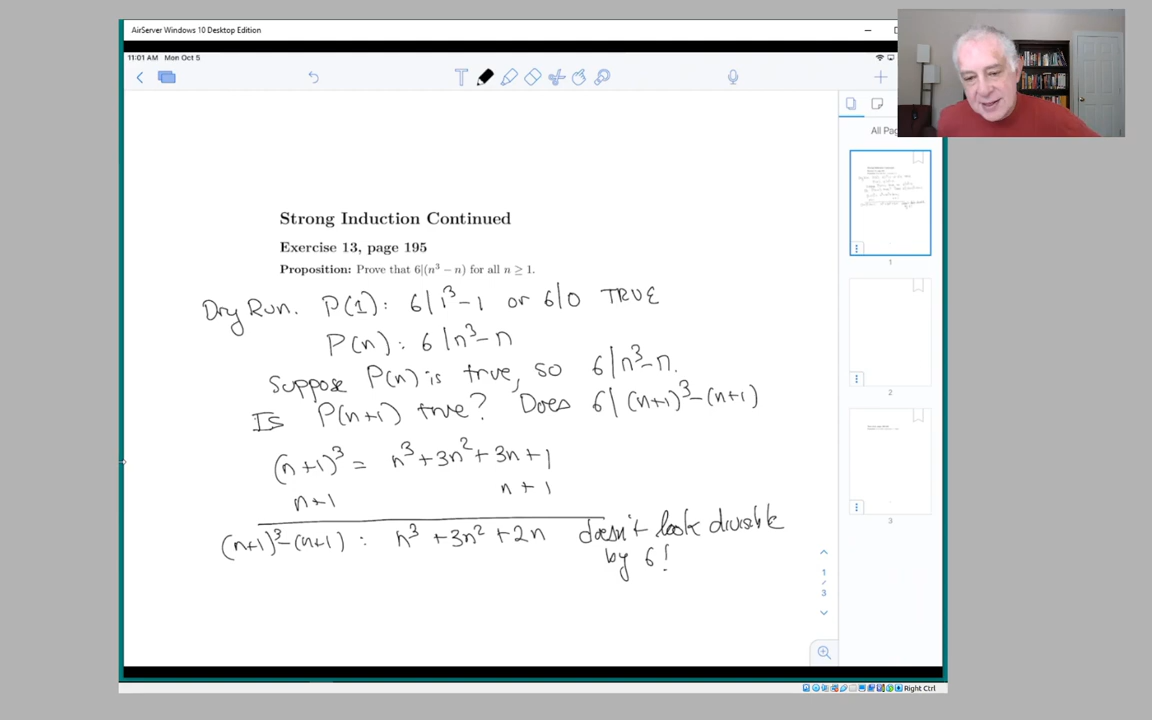 AirServer Windows 10 Desktop Edition
11:01 AM Mon Oct 5
All Pag
Strong Induction Continued
Exercise 13, page 195
Proposition: Prove that 6|(n³ − n) for all n ≥ 1.
Dry Run. P(1): 6|1³-1 or 6|0 TRUE
P(n): 6|n³-n
Suppose P(n) is true, so 6|n³-n.
Is P(n+1) true? Does 6|(n+1)³-(n+1)
(n+1)³ = n³+3n²+3n+1
n+1 n+1
(n+1)³-(n+1) : n³+3n²+2n doesn't look divisible
by 6!
1
2
3
1
/
3
Right Ctrl